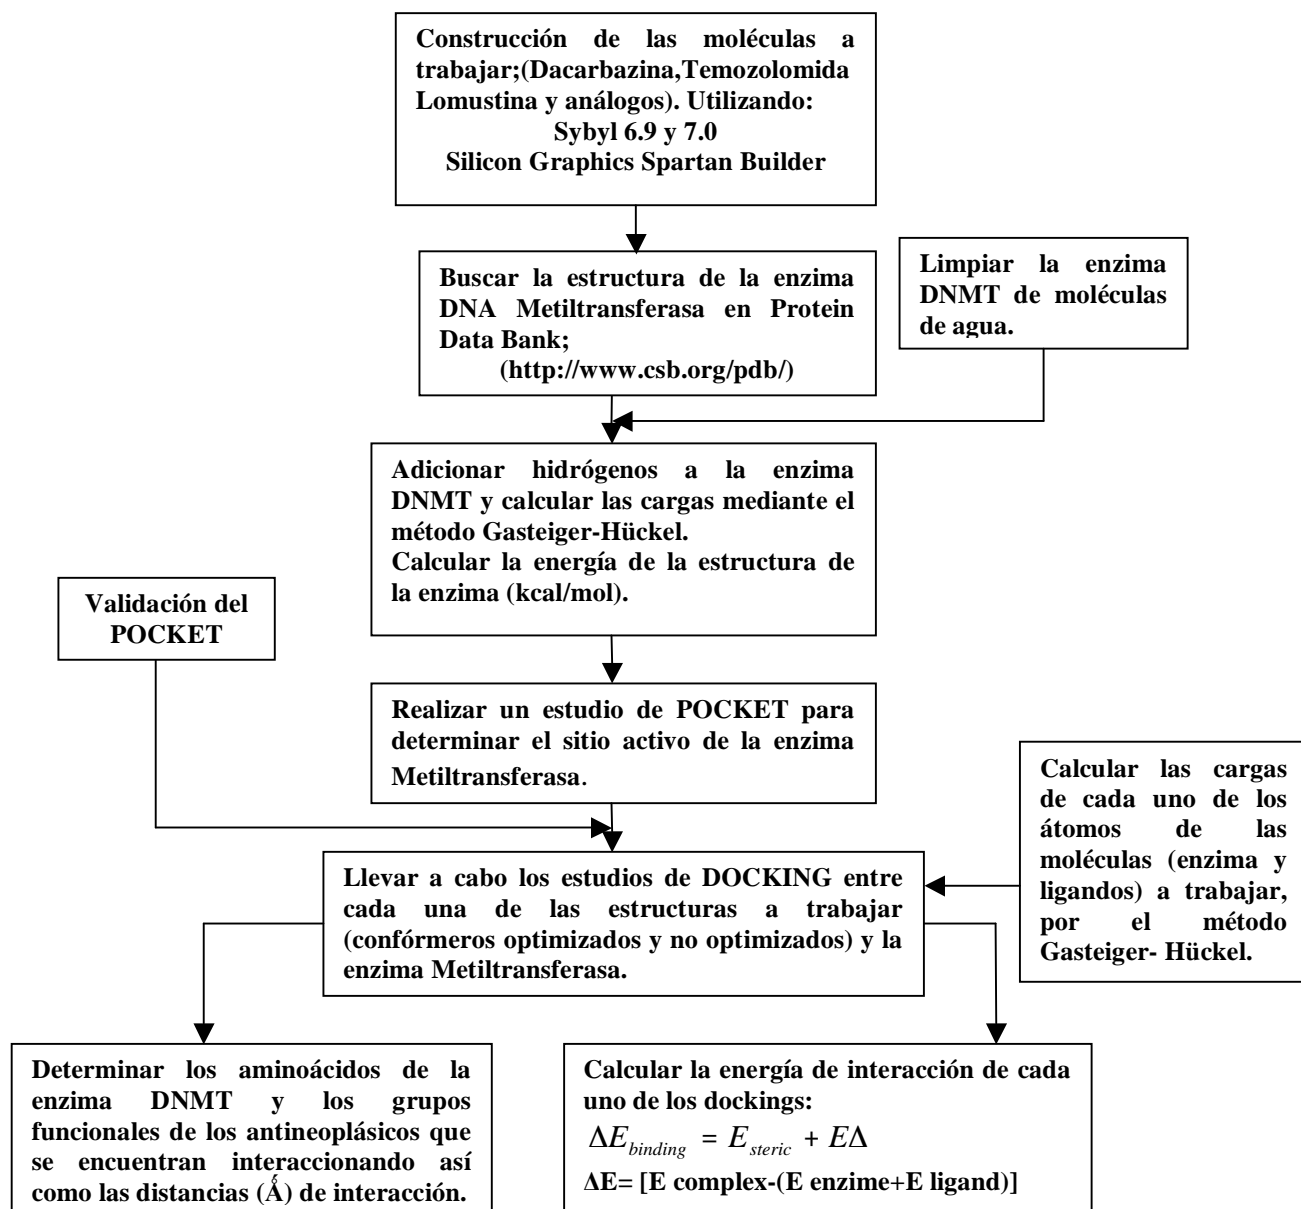 Construcción de las moléculas a
trabajar;(Dacarbazina,Temozolomida
Lomustina y análogos). Utilizando:
Sybyl 6.9 y 7.0
Silicon Graphics Spartan Builder
Buscar la estructura de la enzima
DNA Metiltransferasa en Protein
Data Bank;
(http://www.csb.org/pdb/)
Limpiar la enzima
DNMT de moléculas
de agua.
Adicionar hidrógenos a la enzima
DNMT y calcular las cargas mediante el
método Gasteiger-Hückel.
Calcular la energía de la estructura de
la enzima (kcal/mol).
Validación del
POCKET
Realizar un estudio de POCKET para
determinar el sitio activo de la enzima
Metiltransferasa.
Calcular las cargas
de cada uno de los
átomos de las
moléculas (enzima y
ligandos) a trabajar,
por el método
Gasteiger- Hückel.
Llevar a cabo los estudios de DOCKING entre
cada una de las estructuras a trabajar
(confórmeros optimizados y no optimizados) y la
enzima Metiltransferasa.
Determinar los aminoácidos de la
enzima DNMT y los grupos
funcionales de los antineoplásicos que
se encuentran interaccionando así
como las distancias (Ǻ) de interacción.
Calcular la energía de interacción de cada
uno de los dockings:
ΔE binding = E steric + EΔ
ΔE= [E complex-(E enzime+E ligand)]